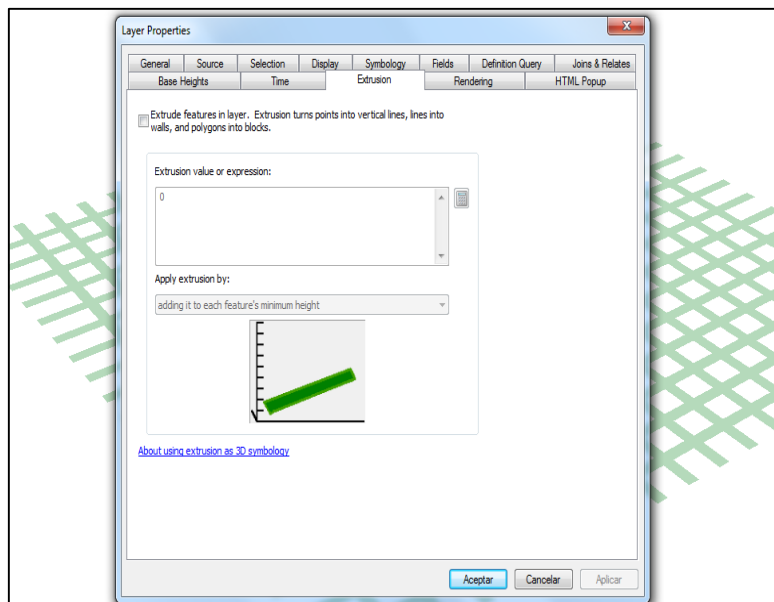 Layer Properties
General Source Selection Display Symbology Fields Definition Query Joins & Relates
Base Heights Time Extrusion Rendering HTML Popup
Extrude features in layer. Extrusion turns points into vertical lines, lines into
walls, and polygons into blocks.
Extrusion value or expression:
0
Apply extrusion by:
adding it to each feature's minimum height
About using extrusion as 3D symbology
Aceptar Cancelar Aplicar